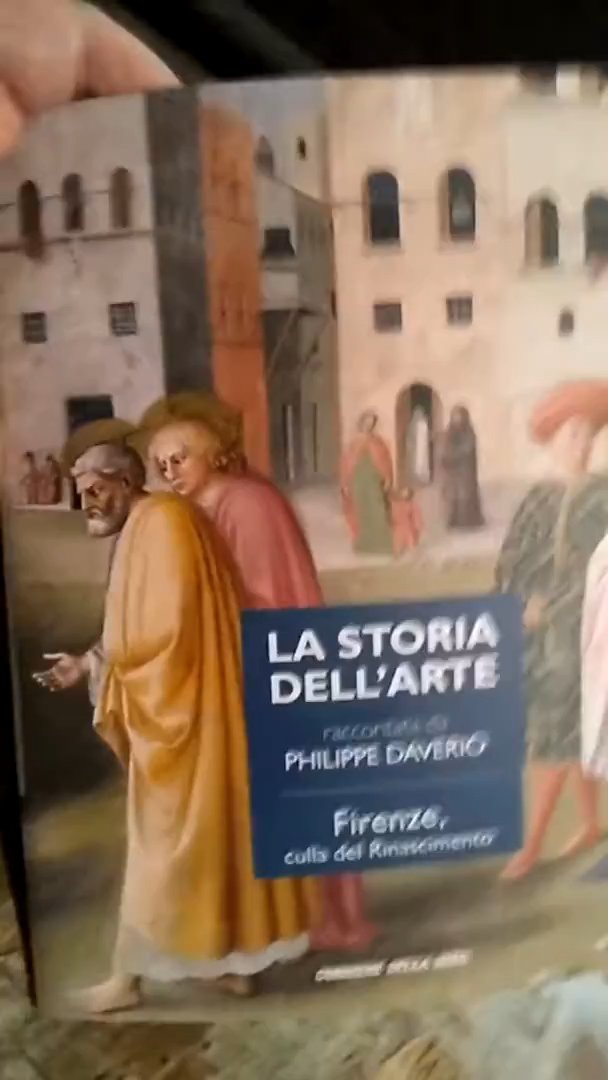 LA STORIA
DELL'ARTE
raccontata da
PHILIPPE DAVERIO
Firenze,
culla del Rinascimento
CORRIERE DELLA SERA